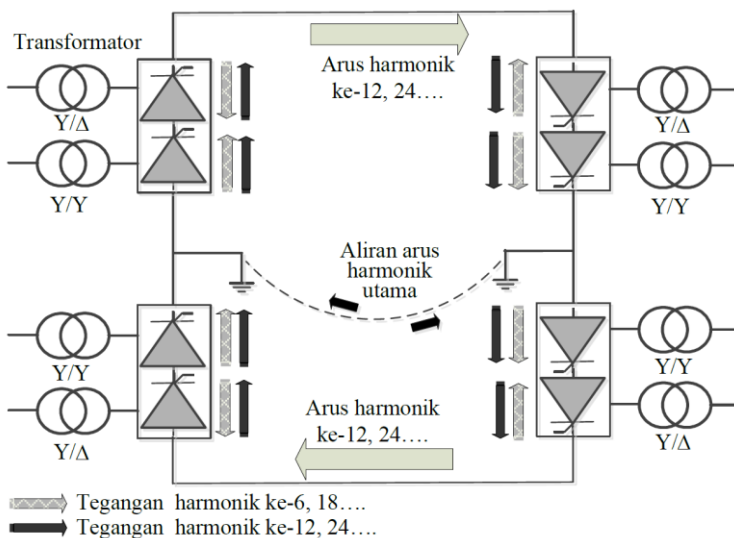 Transformator
Y/Δ
Y/Y
Arus harmonik
ke-12, 24….
Y/Δ
Y/Y
Aliran arus
harmonik
utama
Y/Y
Y/Δ
Arus harmonik
ke-12, 24….
Y/Y
Y/Δ
Tegangan harmonik ke-6, 18….
Tegangan harmonik ke-12, 24….